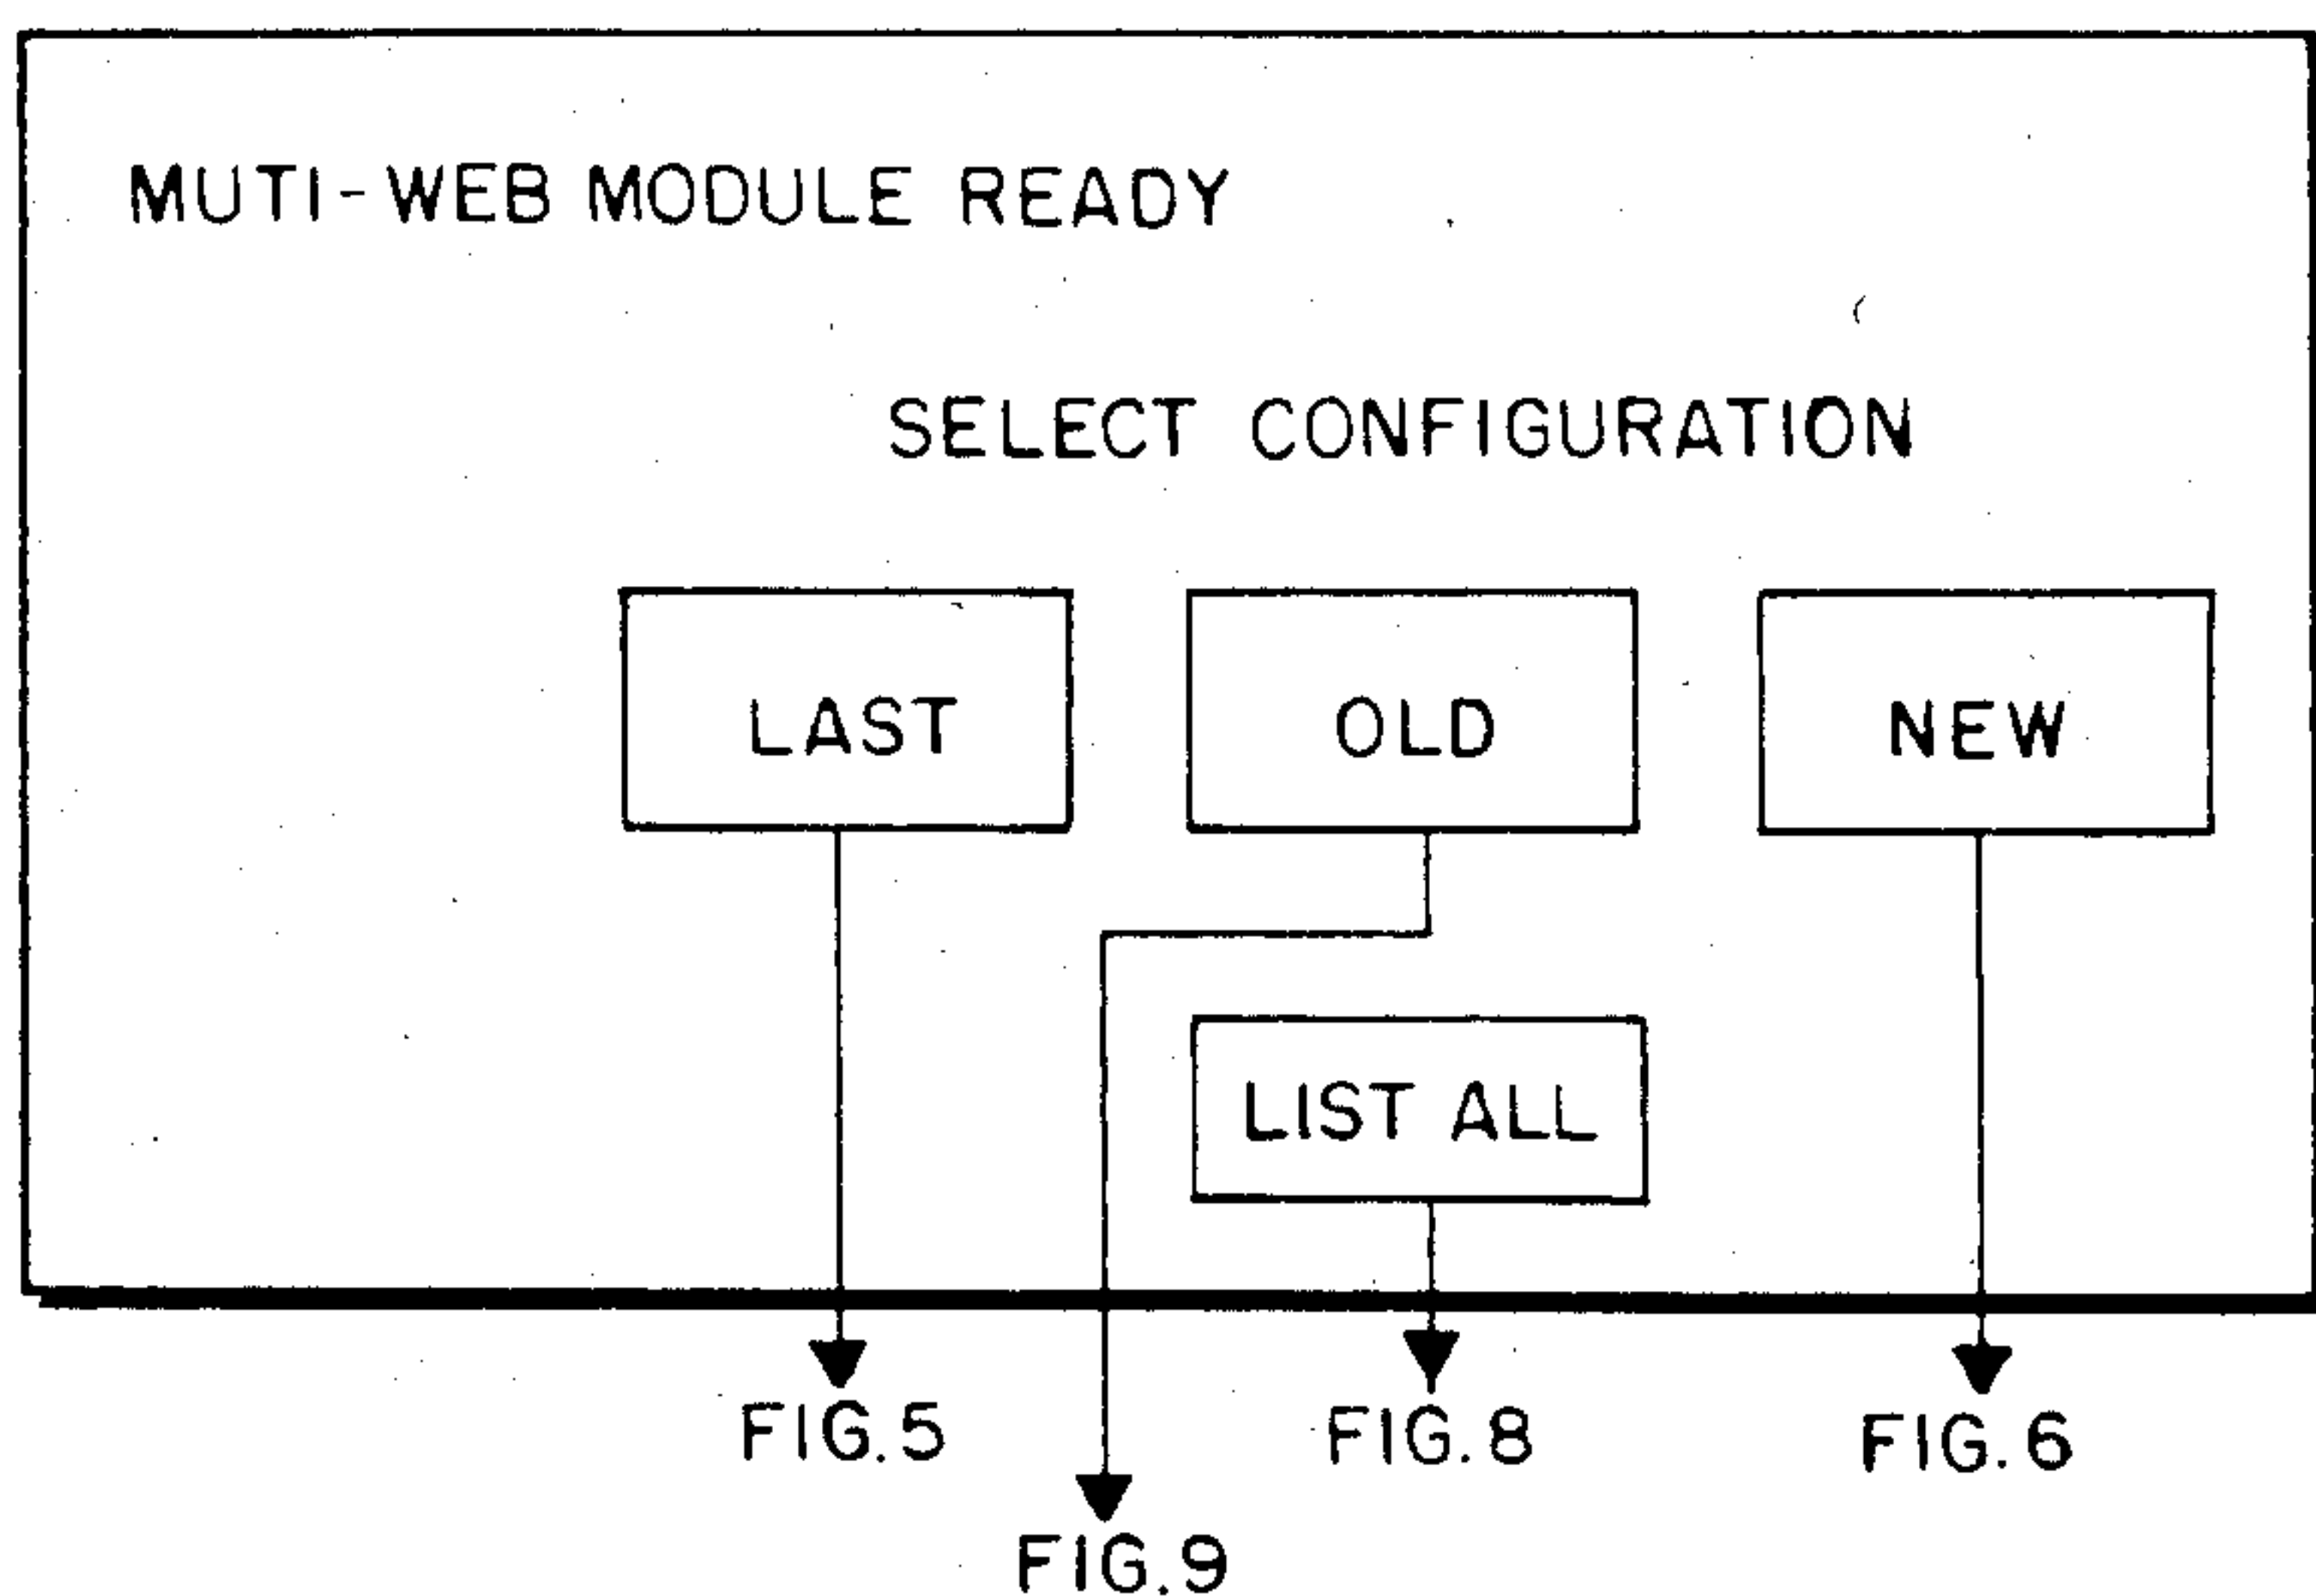 MUTI-WEB MODULE READY
SELECT CONFIGURATION
LAST OLD NEW
LIST ALL
FIG.5 FIG.8 FIG.6
FIG.9